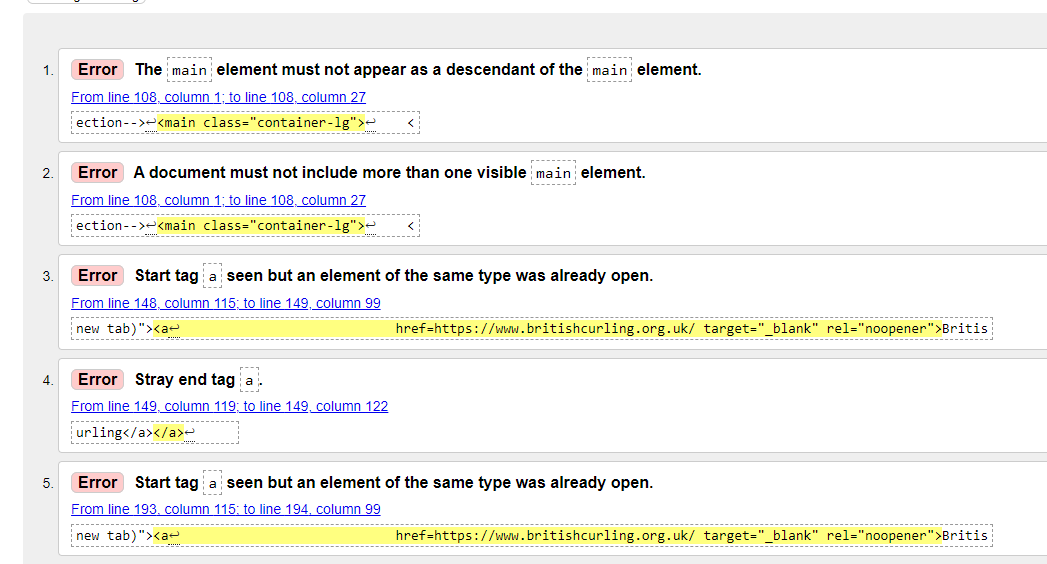 1. Error The main element must not appear as a descendant of the main element.
From line 108, column 1; to line 108, column 27
ection-->↩<main class="container-lg">↩    <
2. Error A document must not include more than one visible main element.
From line 108, column 1; to line 108, column 27
ection-->↩<main class="container-lg">↩    <
3. Error Start tag a seen but an element of the same type was already open.
From line 148, column 115; to line 149, column 99
new tab)"><a↩ href=https://www.britishcurling.org.uk/ target="_blank" rel="noopener">Britis
4. Error Stray end tag a.
From line 149, column 119; to line 149, column 122
urling</a></a>↩
5. Error Start tag a seen but an element of the same type was already open.
From line 193, column 115; to line 194, column 99
new tab)"><a↩ href=https://www.britishcurling.org.uk/ target="_blank" rel="noopener">Britis